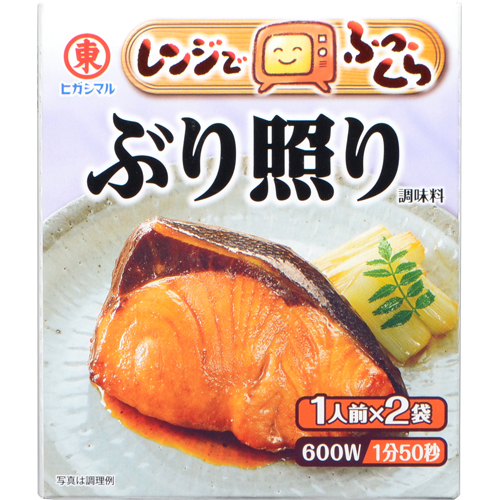 東
ヒガシマル
レンジで
ふっくら
ぶり照り
調味料
1人前×2袋
600W 1分50秒
写真は調理例